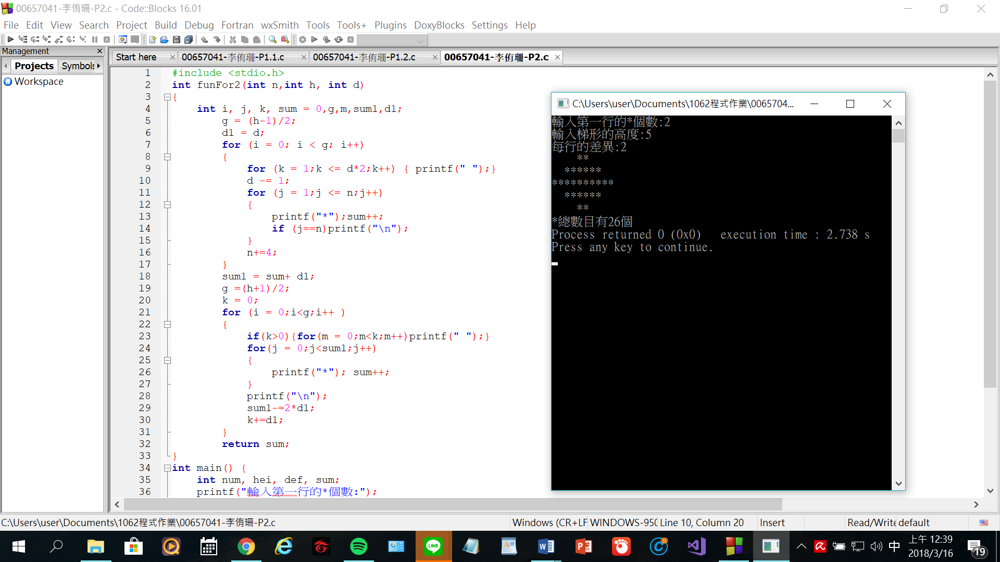 00657041-李侑珊-P2.c - Code::Blocks 16.01
File Edit View Search Project Build Debug Fortran wxSmith Tools Tools+ Plugins DoxyBlocks Settings Help
Management
Start here
00657041-李侑珊-P1.1.c
00657041-李侑珊-P1.2.c
00657041-李侑珊-P2.c
Projects
Symbols
Workspace
1 #include <stdio.h>
2 int funFor2(int n,int h, int d)
3 {
4     int i, j, k, sum = 0,g,m,sum1,d1;
5         g = (h-1)/2;
6         d1 = d;
7         for (i = 0; i < g; i++)
8         {
9             for (k = 1;k <= d*2;k++) { printf(" ");}
10             d -= 1;
11             for (j = 1;j <= n;j++)
12             {
13                 printf("*");sum++;
14                 if (j==n)printf("\n");
15             }
16             n+=4;
17         }
18         sum1 = sum+ d1;
19         g =(h+1)/2;
20         k = 0;
21         for (i = 0;i<g;i++ )
22         {
23             if(k>0){for(m = 0;m<k;m++)printf(" ");}
24             for(j = 0;j<sum1;j++)
25             {
26                 printf("*"); sum++;
27             }
28             printf("\n");
29             sum1-=2*d1;
30             k+=d1;
31         }
32         return sum;
33 }
34 int main() {
35     int num, hei, def, sum;
36     printf("輸入第一行的*個數:");
C:\Users\user\Documents\1062程式作業\0065704...
輸入第一行的*個數:2
輸入梯形的高度:5
每行的差異:2
    **
  ******
**********
  ******
    **
*總數目有26個
Process returned 0 (0x0)   execution time : 2.738 s
Press any key to continue.
C:\Users\user\Documents\1062程式作業\00657041-李侑珊-P2.c
Windows (CR+LF
WINDOWS-950
Line 10, Column 20
Insert
Read/Write
default
LINE
中
上午 12:39
2018/3/16
19